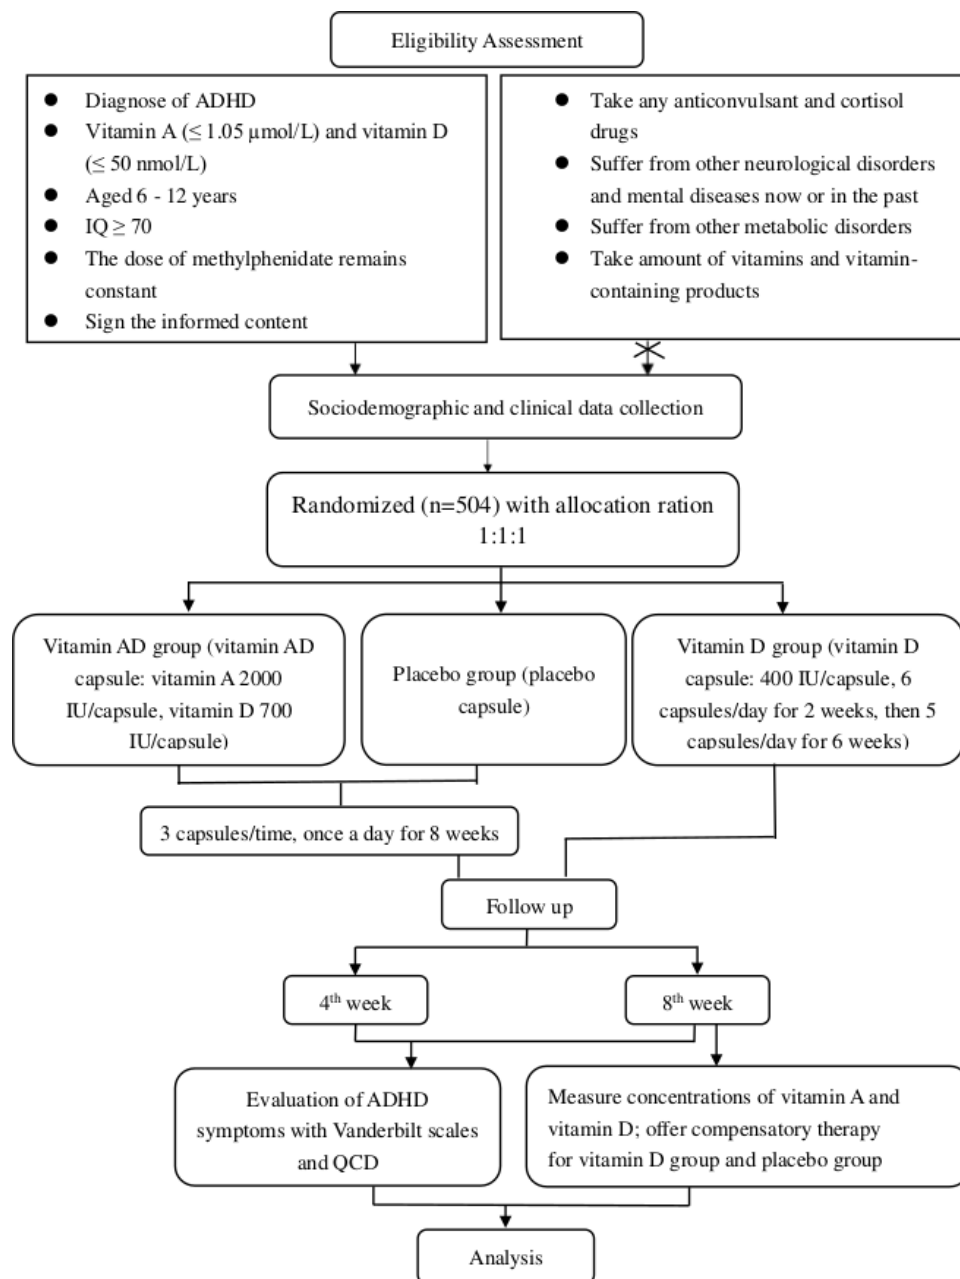 Eligibility Assessment
● Diagnose of ADHD
● Vitamin A (≤ 1.05 µmol/L) and vitamin D
(≤ 50 nmol/L)
● Aged 6 - 12 years
● IQ ≥ 70
● The dose of methylphenidate remains
constant
● Sign the informed content
● Take any anticonvulsant and cortisol
drugs
● Suffer from other neurological disorders
and mental diseases now or in the past
● Suffer from other metabolic disorders
● Take amount of vitamins and vitamin-
containing products
Sociodemographic and clinical data collection
Randomized (n=504) with allocation ration
1:1:1
Vitamin AD group (vitamin AD
capsule: vitamin A 2000
IU/capsule, vitamin D 700
IU/capsule)
Placebo group (placebo
capsule)
Vitamin D group (vitamin D
capsule: 400 IU/capsule, 6
capsules/day for 2 weeks, then 5
capsules/day for 6 weeks)
3 capsules/time, once a day for 8 weeks
Follow up
4th week
8th week
Evaluation of ADHD
symptoms with Vanderbilt scales
and QCD
Measure concentrations of vitamin A and
vitamin D; offer compensatory therapy
for vitamin D group and placebo group
Analysis